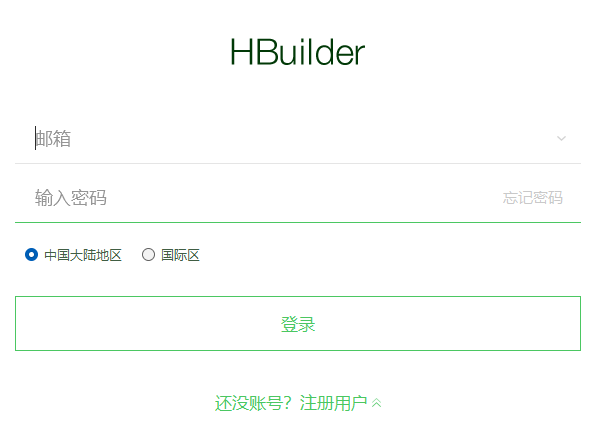 HBuilder
邮箱
输入密码 忘记密码
中国大陆地区 国际区
登录
还没账号？注册用户